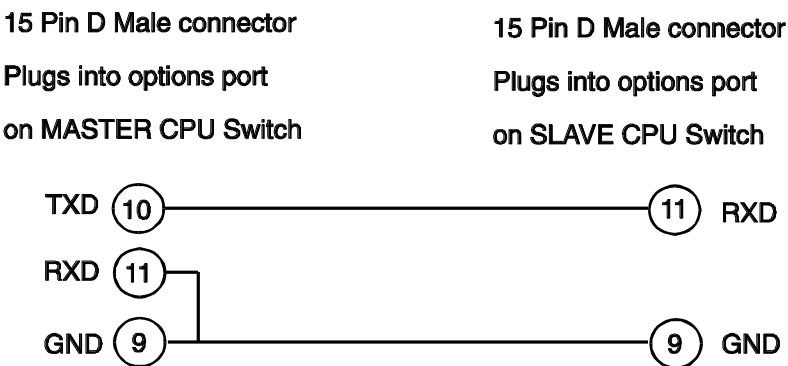 15 Pin D Male connector
Plugs into options port
on MASTER CPU Switch
15 Pin D Male connector
Plugs into options port
on SLAVE CPU Switch
TXD 10 11 RXD
RXD 11
GND 9 9 GND